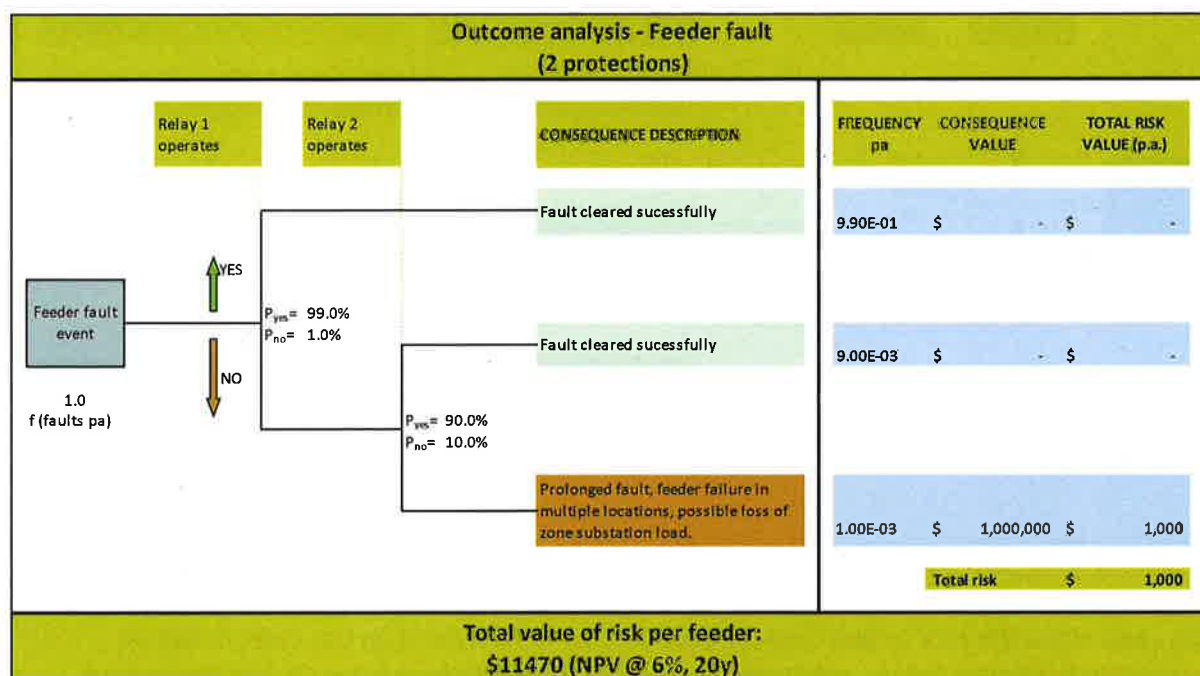 Outcome analysis - Feeder fault
(2 protections)
Relay 1
operates
Relay 2
operates
CONSEQUENCE DESCRIPTION
FREQUENCY
pa
CONSEQUENCE
VALUE
TOTAL RISK
VALUE (p.a.)
Fault cleared sucessfully
9.90E-01 $ - $ -
YES
Feeder fault
event
Pyes= 99.0%
Pno= 1.0%
Fault cleared sucessfully
9.00E-03 $ - $ -
NO
1.0
f (faults pa)
Pyes= 90.0%
Pno= 10.0%
Prolonged fault, feeder failure in
multiple locations, possible loss of
zone substation load.
1.00E-03 $ 1,000,000 $ 1,000
Total risk $ 1,000
Total value of risk per feeder:
$11470 (NPV @ 6%, 20y)